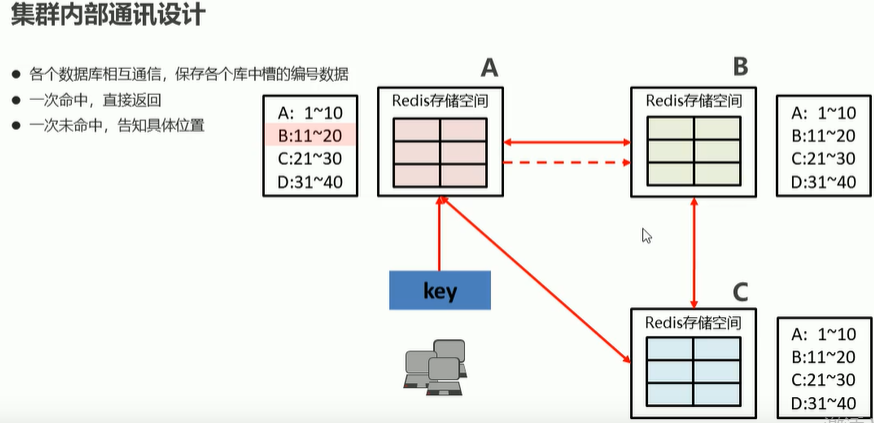 集群内部通讯设计
● 各个数据库相互通信，保存各个库中槽的编号数据
● 一次命中，直接返回
● 一次未命中，告知具体位置
A: 1~10
B:11~20
C:21~30
D:31~40
A
Redis存储空间
B
Redis存储空间
A: 1~10
B:11~20
C:21~30
D:31~40
key
C
Redis存储空间
A: 1~10
B:11~20
C:21~30
D:31~40